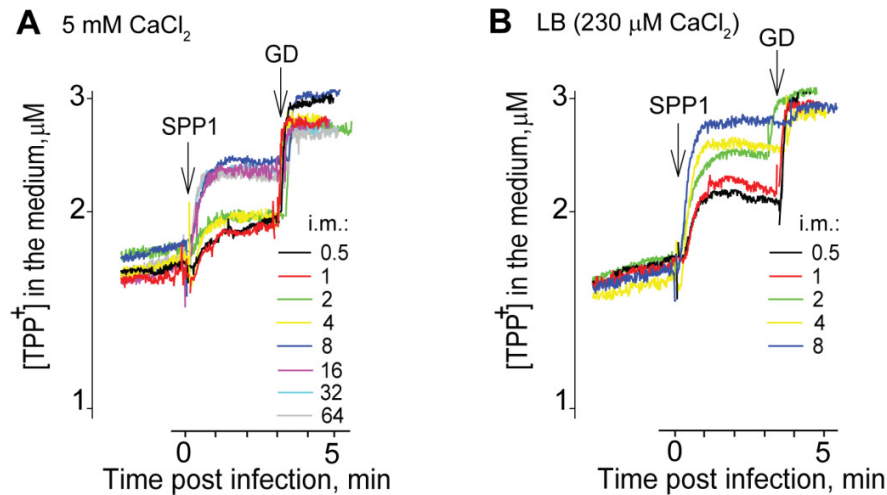 A 5 mM CaCl₂
GD
SPP1
3
2
1
[TPP⁺] in the medium, µM
i.m.:
0.5
1
2
4
8
16
32
64
0 5
Time post infection, min
B LB (230 µM CaCl₂)
GD
SPP1
3
2
1
[TPP⁺] in the medium, µM
i.m.:
0.5
1
2
4
8
0 5
Time post infection, min